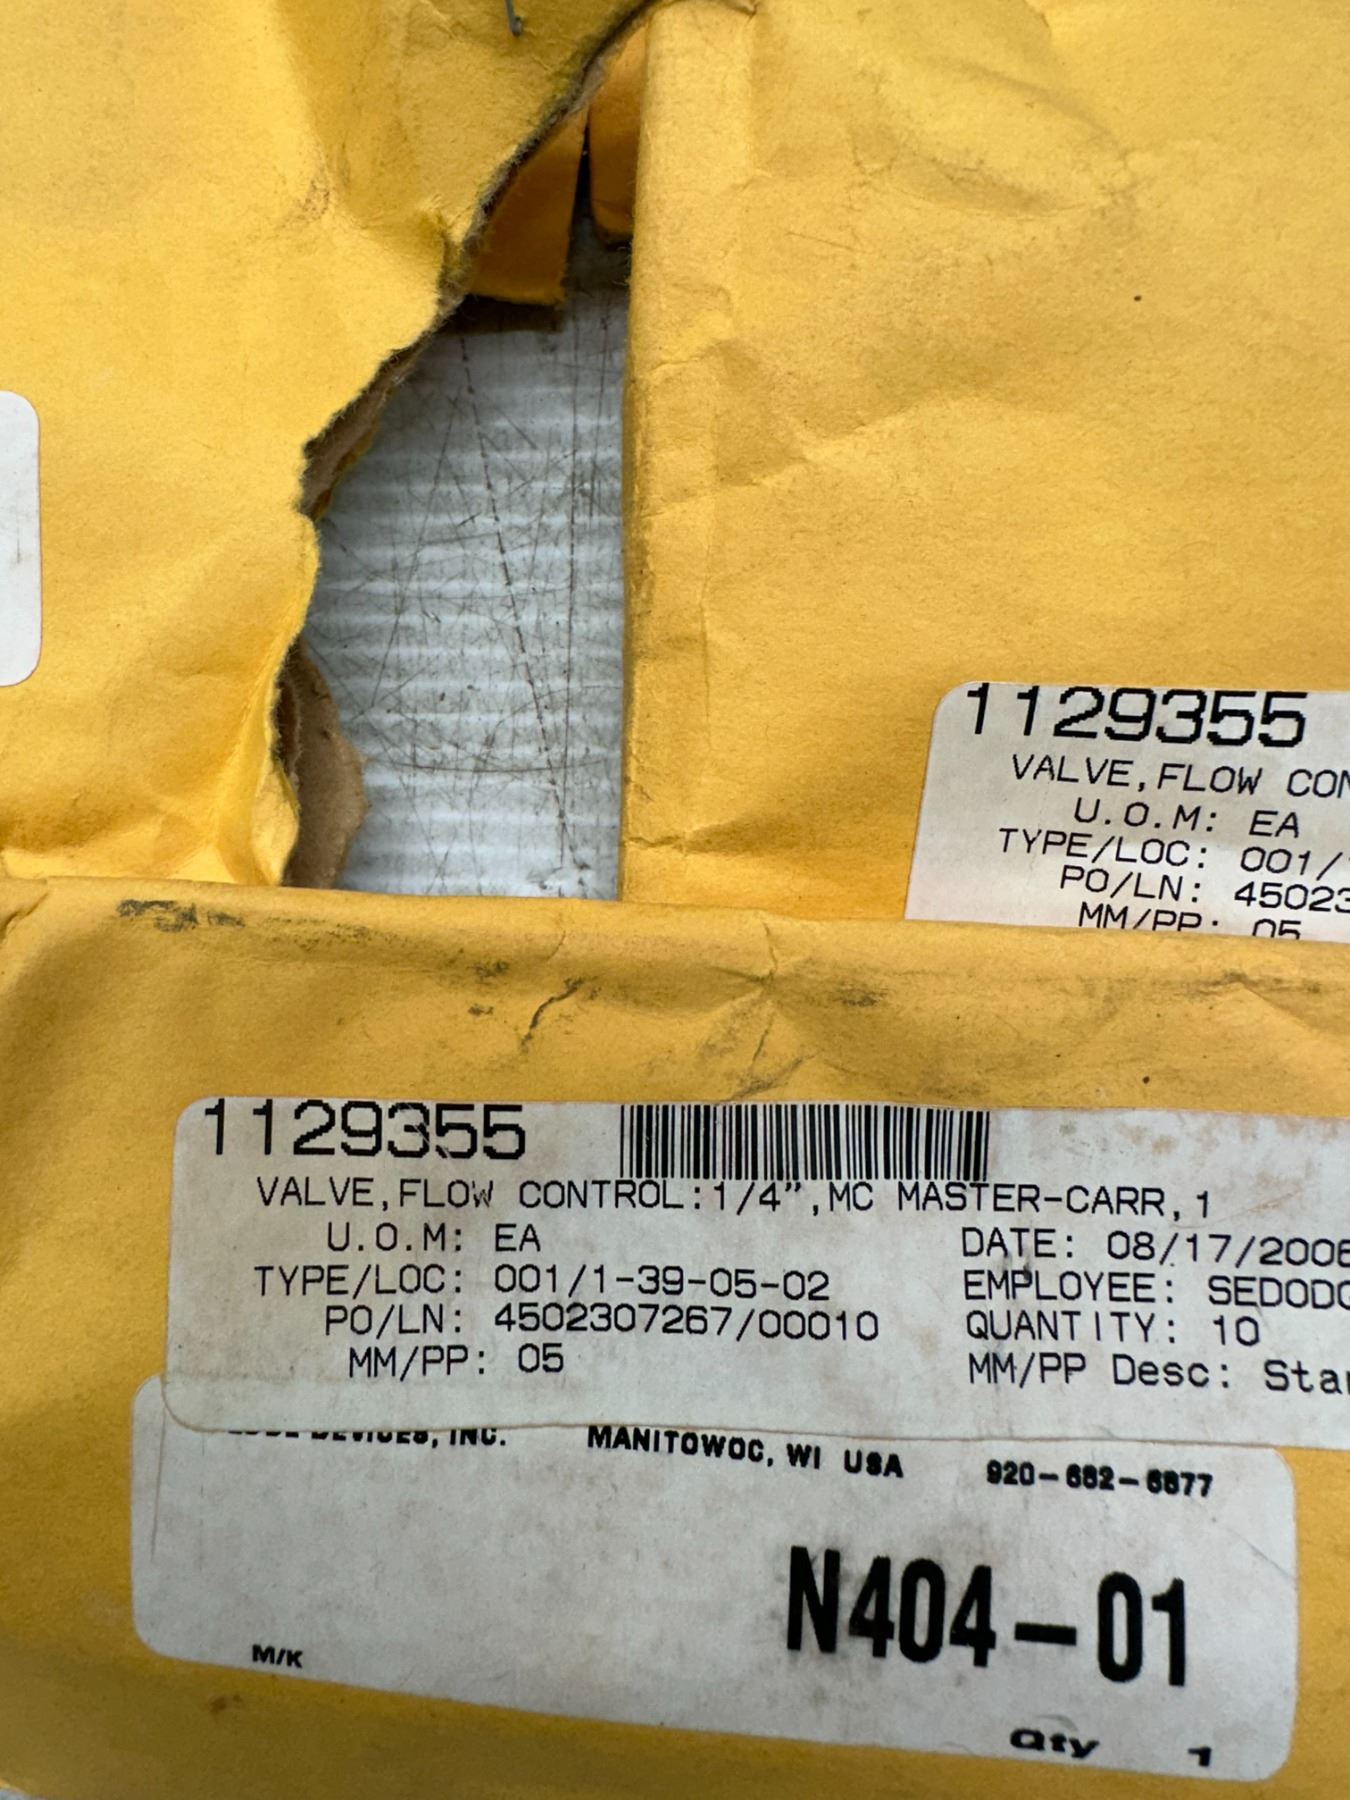 1129355
VALVE, FLOW CON
U.O.M: EA
TYPE/LOC: 001/
PO/LN: 45023
MM/PP: 05
1129355
VALVE, FLOW CONTROL:1/4", MC MASTER-CARR, 1
U.O.M: EA DATE: 08/17/2006
TYPE/LOC: 001/1-39-05-02 EMPLOYEE: SEDODG
PO/LN: 4502307267/00010 QUANTITY: 10
MM/PP: 05 MM/PP Desc: Star
DEVICES, INC. MANITOWOC, WI USA 920-682-6877
N404-01
M/K
Qty 1